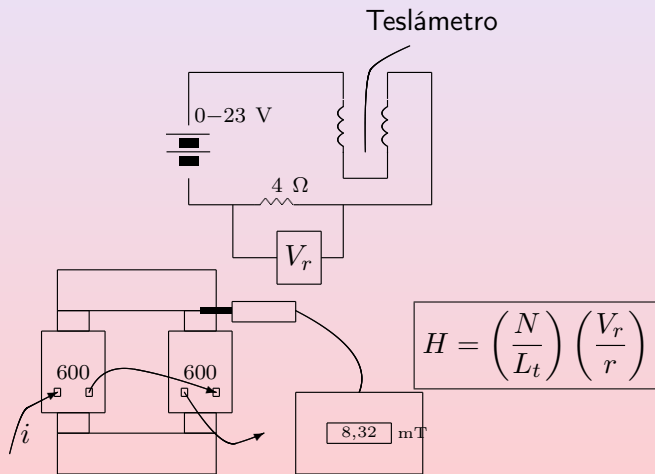 Teslámetro
0−23 V
4 Ω
V_r
600
600
H = (N/L_t) (V_r/r)
i
8,32 mT